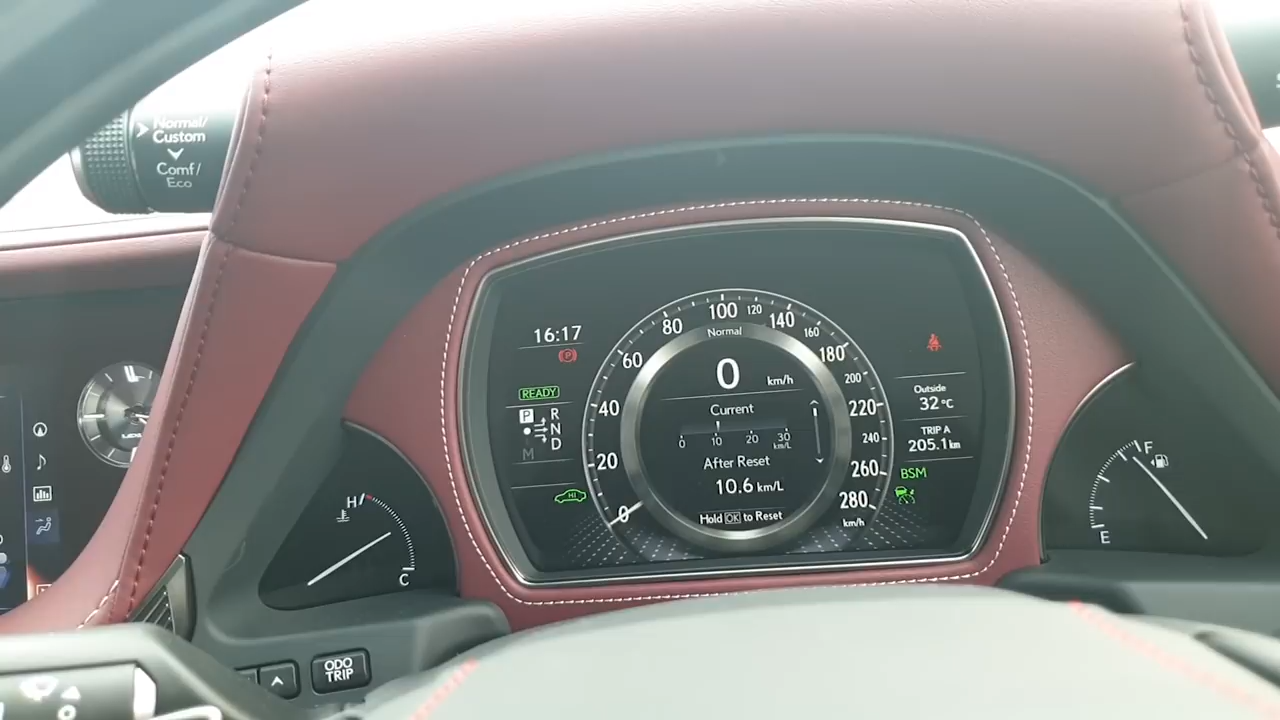 Normal/
Custom
Comf/
Eco
16:17
P
READY
P R
N
D
M
HI
0
20
40
60
80
100
120
140
160
180
200
220
240
260
280
km/h
Normal
0 km/h
Current
0 10 20 30
km/L
After Reset
10.6 km/L
Hold OK to Reset
Outside
32°C
TRIP A
205.1 km
BSM
H
C
F
E
ODO
TRIP